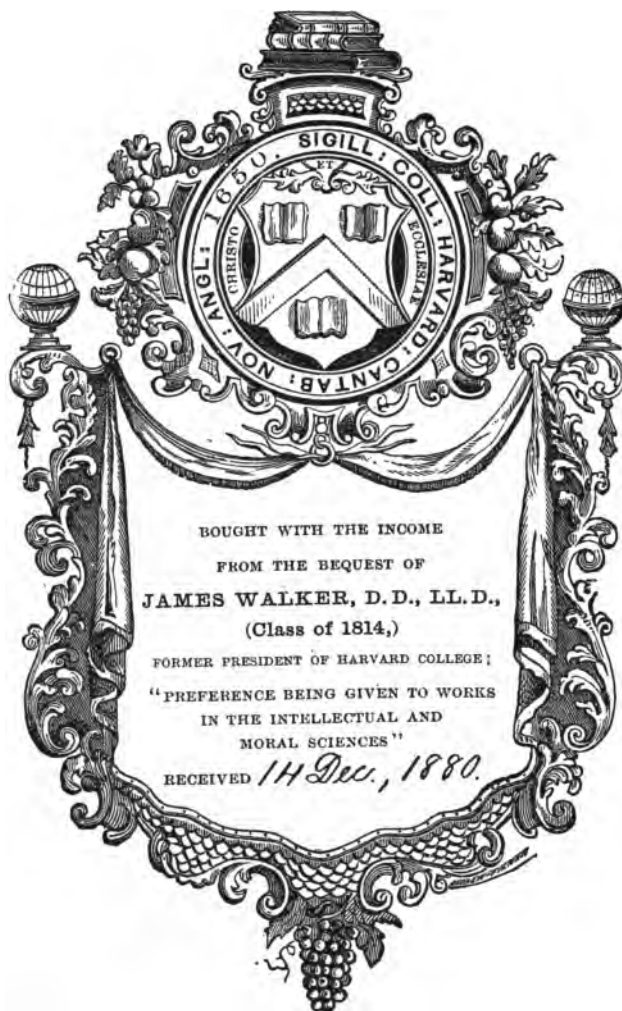 SIGILL: COLL: HARVARD: CANTAB: NOV: ANGL: 1650.
CHRISTO
ET
ECCLESIAE
BOUGHT WITH THE INCOME
FROM THE BEQUEST OF
JAMES WALKER, D.D., LL.D.,
(Class of 1814,)
FORMER PRESIDENT OF HARVARD COLLEGE;
"PREFERENCE BEING GIVEN TO WORKS
IN THE INTELLECTUAL AND
MORAL SCIENCES"
RECEIVED 14 Dec., 1880.